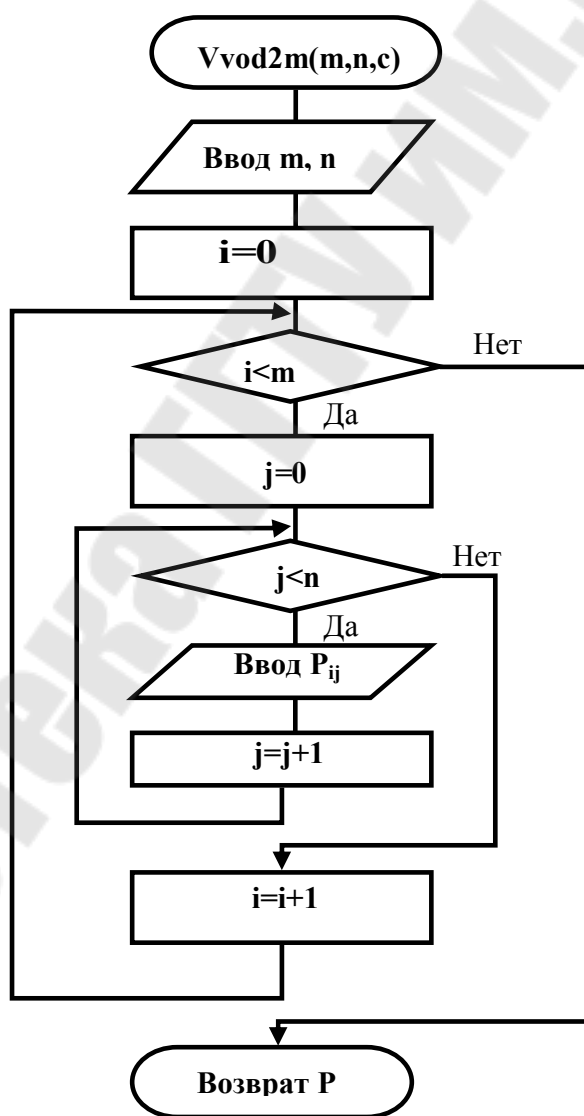 Vvod2m(m,n,c)
Ввод m, n
i=0
i<m
Нет
Да
j=0
j<n
Нет
Да
Ввод Pij
j=j+1
i=i+1
Возврат P